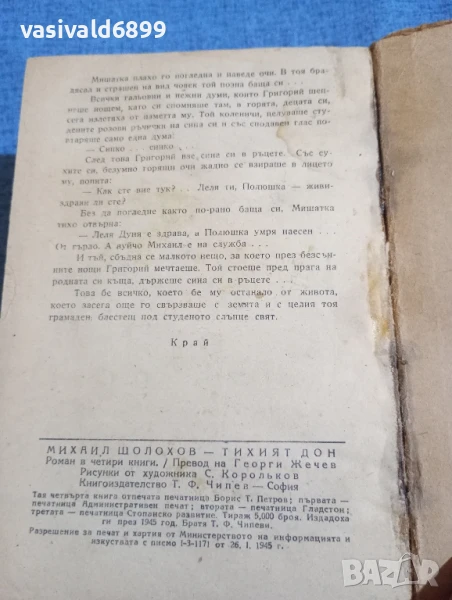 vasivald6899
Мишатка плахо го погледна и наведе очи. В тоя бра-
дясал и страшен на вид човек той позна баща си . . .
Всички гальовни и нежни думи, които Григорий шеп-
неше нощем, като си спомняше там, в гората, децата си,
сега излетяха от паметта му. Той коленичи, целуваше сту-
дените розови ръчички на сина си и със сподавен глас пов-
таряше само една дума:
— Синко . . . синко . . .
След това Григорий взе сина си в ръцете. Със су-
хите си, безумно горящи очи жадно се взираше в лицето
му, попита:
— Как сте вие тук? . . Леля ти, Полюшка — живи-
здрави ли сте?
Без да погледне както по-рано баща си, Мишатка
тихо отвърна:
— Леля Дуня е здрава, а Полюшка умря наесен . . .
От гърло. А вуйчо Михаил-е на служба . . .
И тъй, сбъдна се малкото нещо, за което през безсън-
ните нощи Григорий мечтаеше. Той стоеше пред прага на
родната си къща, държеше сина си в ръцете . . .
Това бе всичко, което бе му останало от живота,
което засега още го свързваше с земята и с целия тоя
грамаден блестещ под студеното слънце свят.
Край
МИХАИЛ ШОЛОХОВ — ТИХИЯТ ДОН
Роман в четири книги. / Превод на Георги Жечев
Рисунки от художника С. Корольков
Книгоиздателство Т. Ф. Чипев — София
Тая четвърта книга отпечата печатница Борис Т. Петров; първата —
печатница Административен печат; втората — печатница Гладстон;
третата — печатница Стопанско развитие. Тираж 5,000 броя. Издадоха
ги през 1945 год. Братя Т. Ф. Чипеви.
Разрешение за печат и хартия от Министерството на информацията и
изкуствата с писмо I-3-1171 от 26. I. 1945 г.
BAZAR